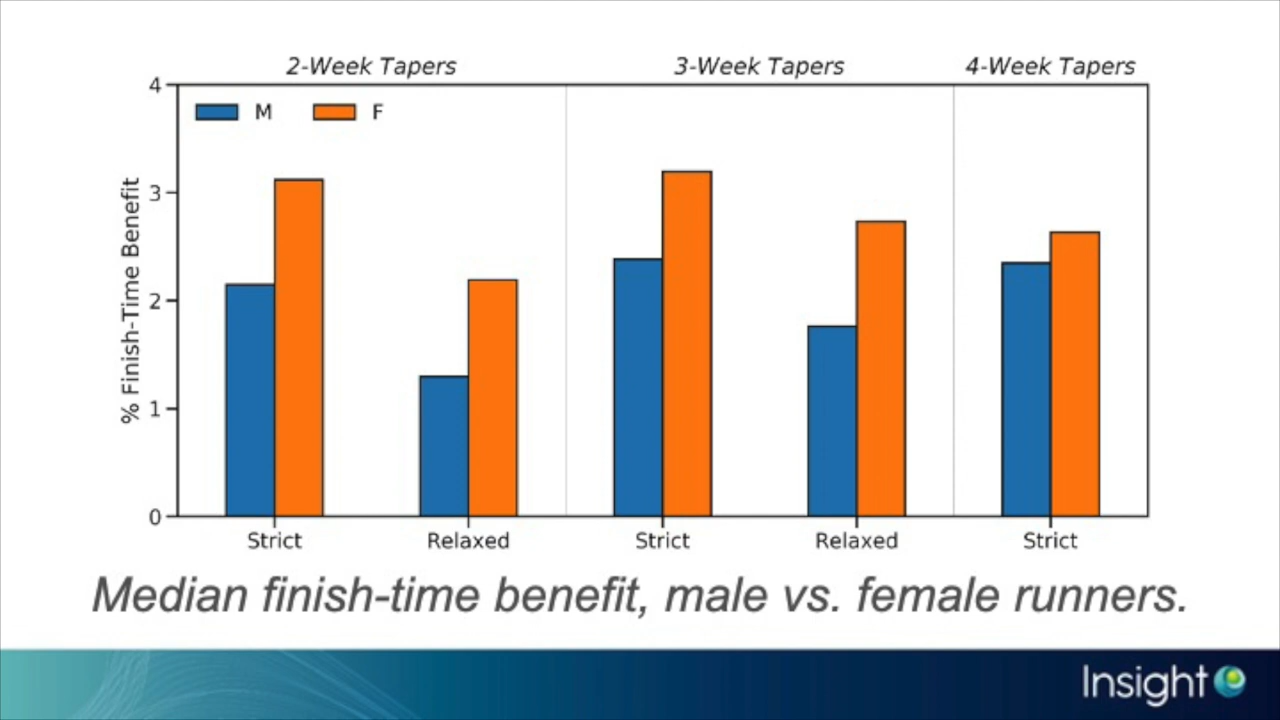 2-Week Tapers 3-Week Tapers 4-Week Tapers
4
M F
3
2
1
0
% Finish-Time Benefit
Strict Relaxed Strict Relaxed Strict
Median finish-time benefit, male vs. female runners.
Insight